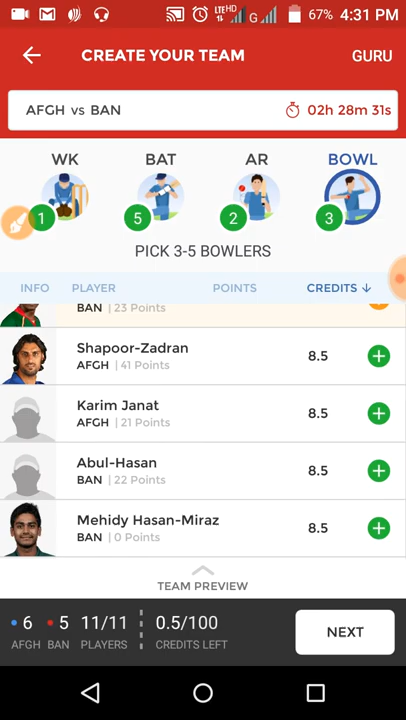 LTE HD G 67% 4:31 PM
CREATE YOUR TEAM GURU
AFGH vs BAN 02h 28m 31s
WK BAT AR BOWL
1 5 2 3
PICK 3-5 BOWLERS
INFO PLAYER POINTS CREDITS ↓
BAN | 23 Points
Shapoor-Zadran 8.5
AFGH | 41 Points
Karim Janat 8.5
AFGH | 21 Points
Abul-Hasan 8.5
BAN | 22 Points
Mehidy Hasan-Miraz 8.5
BAN | 0 Points
TEAM PREVIEW
6 5 11/11 0.5/100 NEXT
AFGH BAN PLAYERS CREDITS LEFT